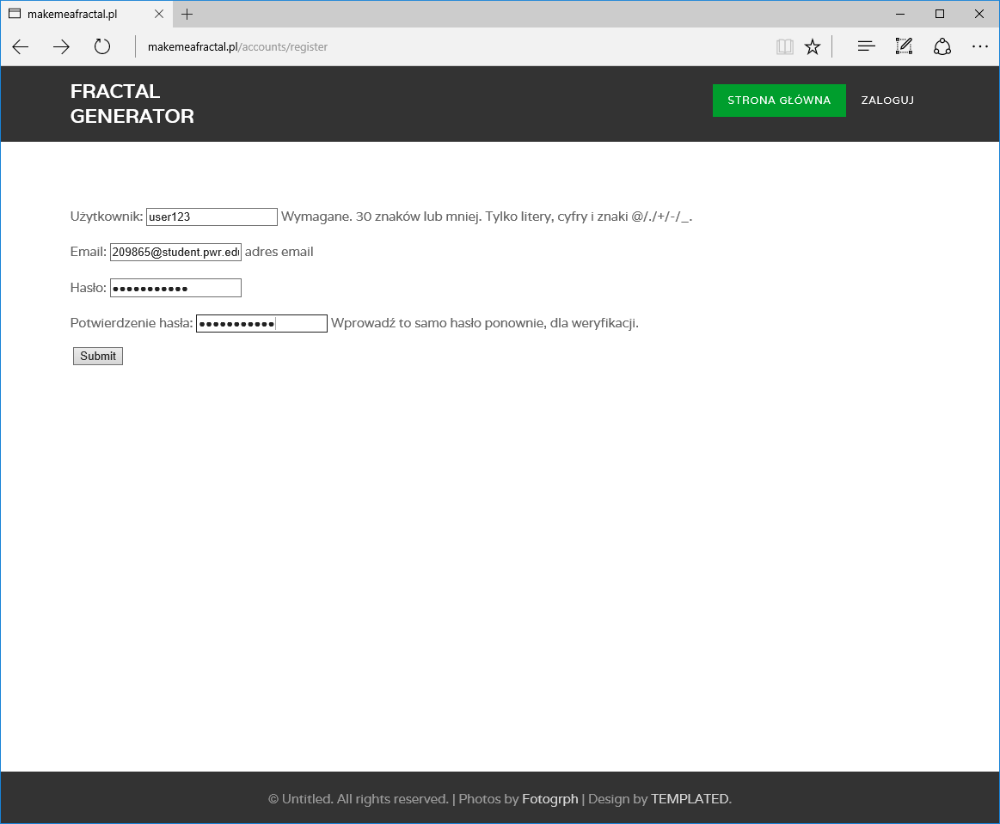 makemeafractal.pl
makemeafractal.pl/accounts/register
FRACTAL
GENERATOR
STRONA GŁÓWNA
ZALOGUJ
Użytkownik: user123 Wymagane. 30 znaków lub mniej. Tylko litery, cyfry i znaki @/./+/-/_.
Email: 209865@student.pwr.edu adres email
Hasło: •••••••••••
Potwierdzenie hasła: ••••••••••• Wprowadź to samo hasło ponownie, dla weryfikacji.
Submit
© Untitled. All rights reserved. | Photos by Fotogrph | Design by TEMPLATED.